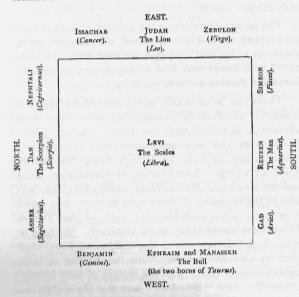 EAST.
ISSACHAR
(Cancer).
JUDAH
The Lion
(Leo).
ZEBULON
(Virgo).
NEPHTALI
(Capricornus).
SIMEON
(Pisces).
NORTH.
DAN
The Scorpion
(Scorpio).
LEVI
The Scales
(Libra).
REUBEN
The Man
(Aquarius).
SOUTH.
ASHER
(Sagittarius).
GAD
(Aries).
BENJAMIN
(Gemini).
EPHRAIM and MANASSEH
The Bull
(the two horns of Taurus).
WEST.